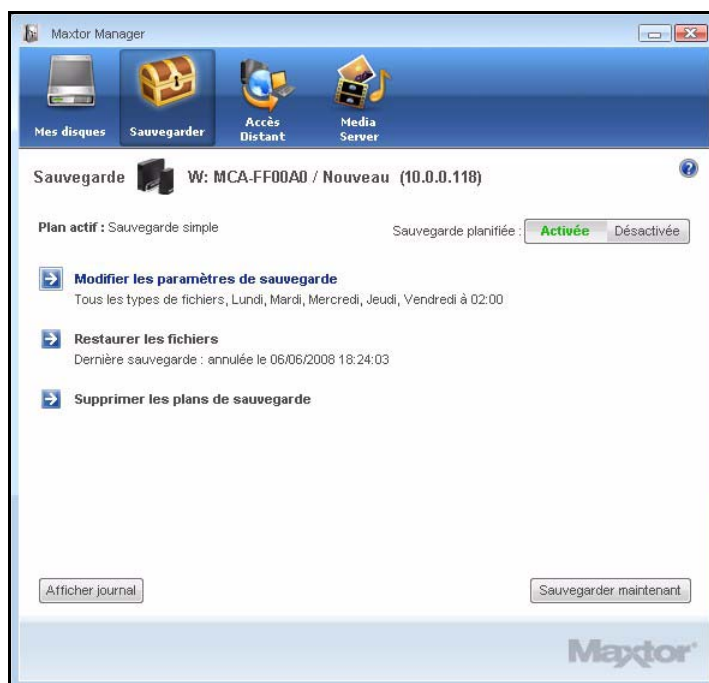 Maxtor Manager
Mes disques
Sauvegarder
Accès
Distant
Media
Server
Sauvegarde W: MCA-FF00A0 / Nouveau (10.0.0.118)
Plan actif : Sauvegarde simple
Sauvegarde planifiée : Activée Désactivée
Modifier les paramètres de sauvegarde
Tous les types de fichiers, Lundi, Mardi, Mercredi, Jeudi, Vendredi à 02:00
Restaurer les fichiers
Dernière sauvegarde : annulée le 06/06/2008 18:24:03
Supprimer les plans de sauvegarde
Afficher journal
Sauvegarder maintenant
Maxtor